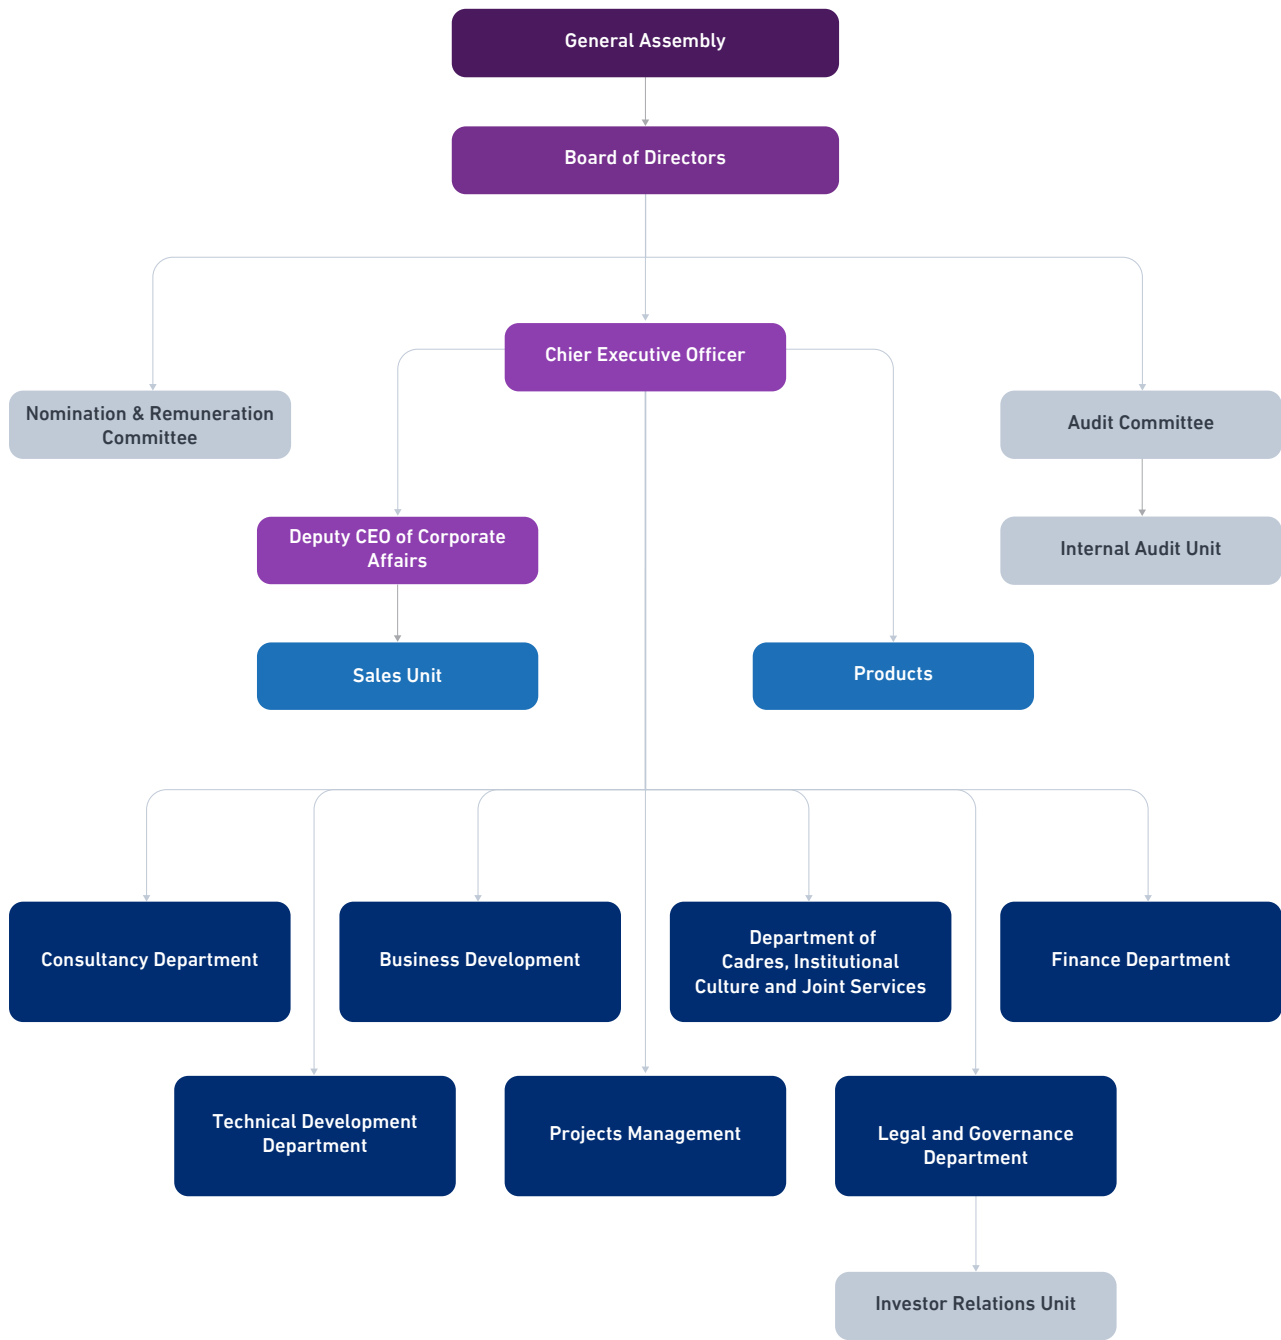 General Assembly
Board of Directors
Chier Executive Officer
Nomination & Remuneration
Committee
Audit Committee
Deputy CEO of Corporate
Affairs
Internal Audit Unit
Sales Unit
Products
Consultancy Department
Business Development
Department of
Cadres, Institutional
Culture and Joint Services
Finance Department
Technical Development
Department
Projects Management
Legal and Governance
Department
Investor Relations Unit